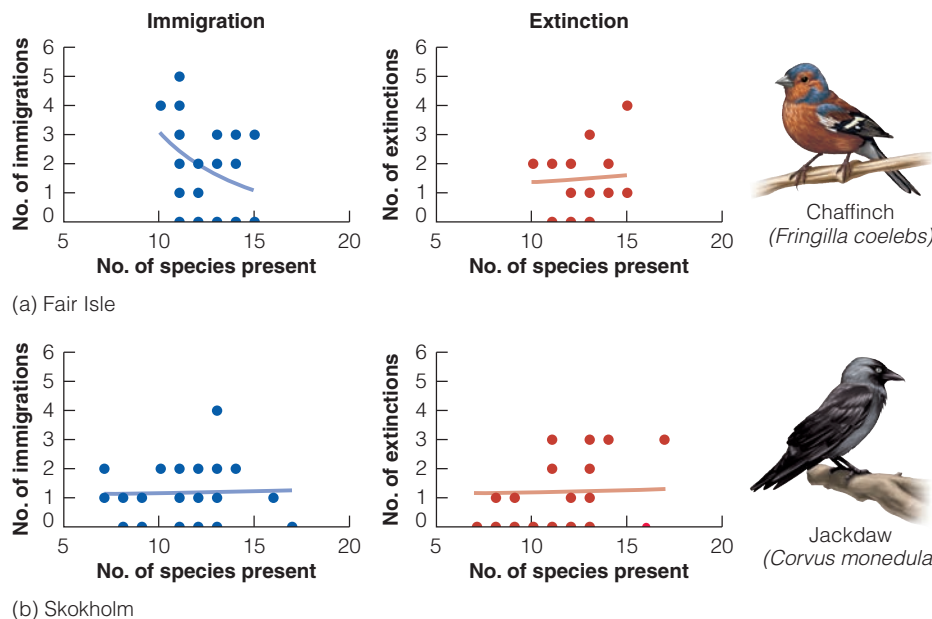 Immigration
No. of immigrations
6
5
4
3
2
1
0
5
10
15
20
No. of species present
Extinction
No. of extinctions
6
5
4
3
2
1
0
5
10
15
20
No. of species present
Chaffinch
(Fringilla coelebs)
(a) Fair Isle
No. of immigrations
6
5
4
3
2
1
0
5
10
15
20
No. of species present
No. of extinctions
6
5
4
3
2
1
0
5
10
15
20
No. of species present
Jackdaw
(Corvus monedula
(b) Skokholm